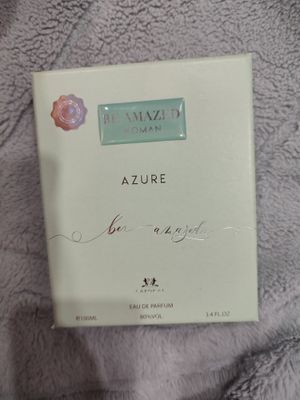 BE AMAZED
WOMAN
AZURE
be amazed
EAU DE PARFUM
℮100ML
80%VOL
3.4 FL.OZ